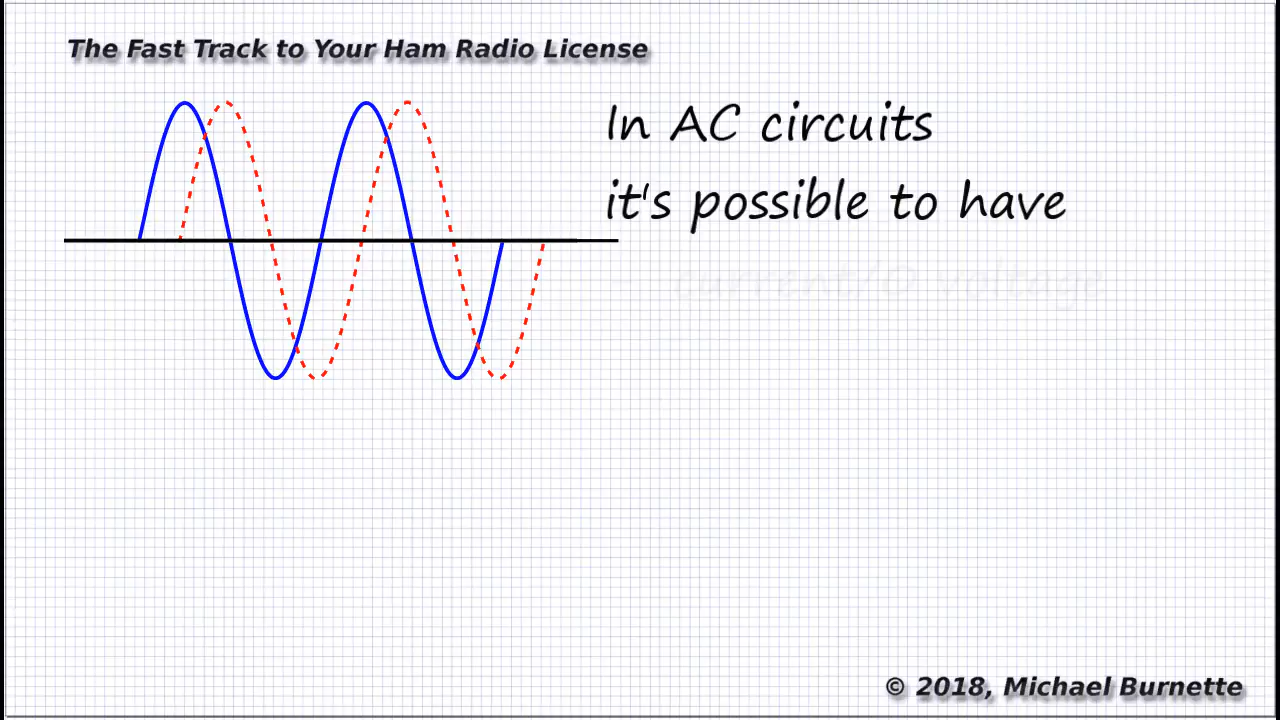 The Fast Track to Your Ham Radio License
In AC circuits
it's possible to have
© 2018, Michael Burnette